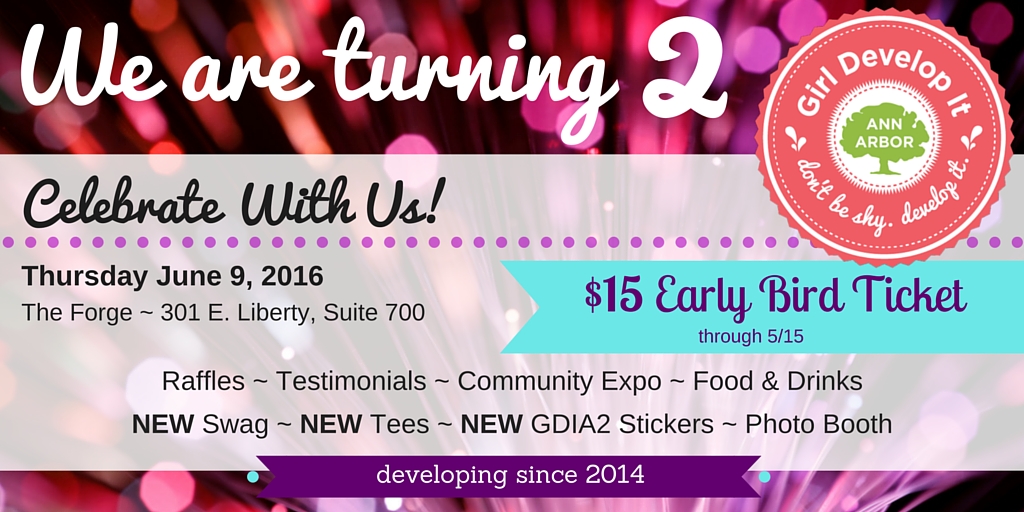 We are turning 2
Girl Develop It
ANN
ARBOR
don't be shy. develop it.
Celebrate With Us!
Thursday June 9, 2016
The Forge ~ 301 E. Liberty, Suite 700
$15 Early Bird Ticket
through 5/15
Raffles ~ Testimonials ~ Community Expo ~ Food & Drinks
NEW Swag ~ NEW Tees ~ NEW GDIA2 Stickers ~ Photo Booth
developing since 2014